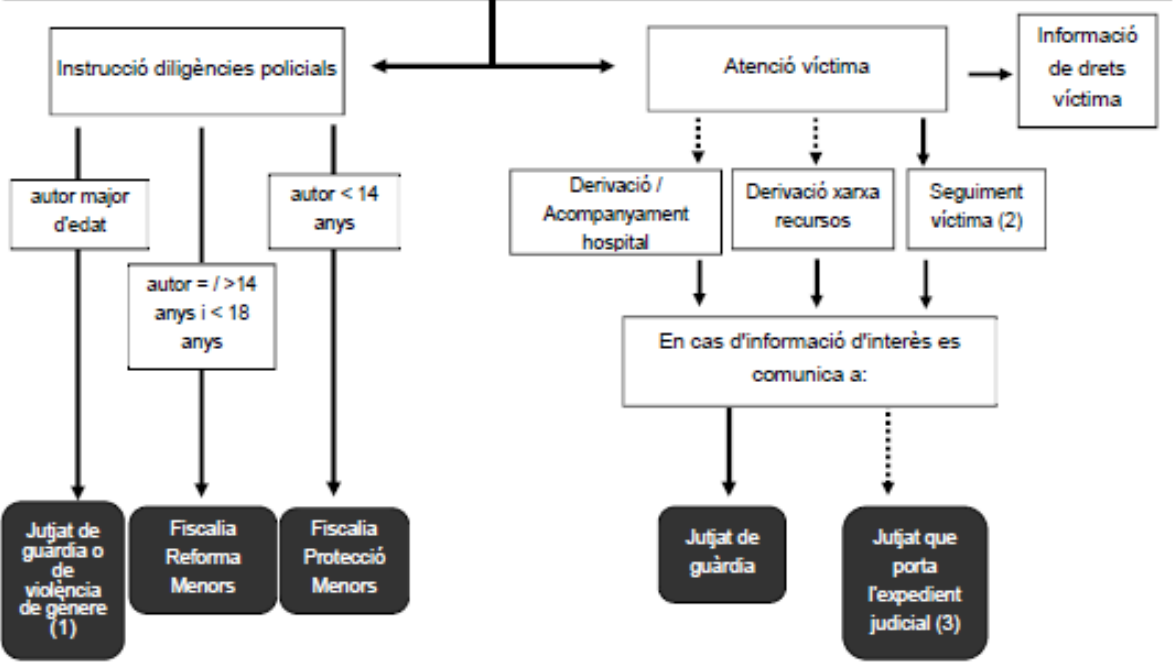 Instrucció diligències policials
Atenció víctima
Informació
de drets
víctima
autor major
d'edat
autor = / >14
anys i < 18
anys
autor < 14
anys
Derivació /
Acompanyament
hospital
Derivació xarxa
recursos
Seguiment
víctima (2)
En cas d'informació d'interès es
comunica a:
Jutjat de
guàrdia o
de
violència
de gènere
(1)
Fiscalia
Reforma
Menors
Fiscalia
Protecció
Menors
Jutjat de
guàrdia
Jutjat que
porta
l'expedient
judicial (3)